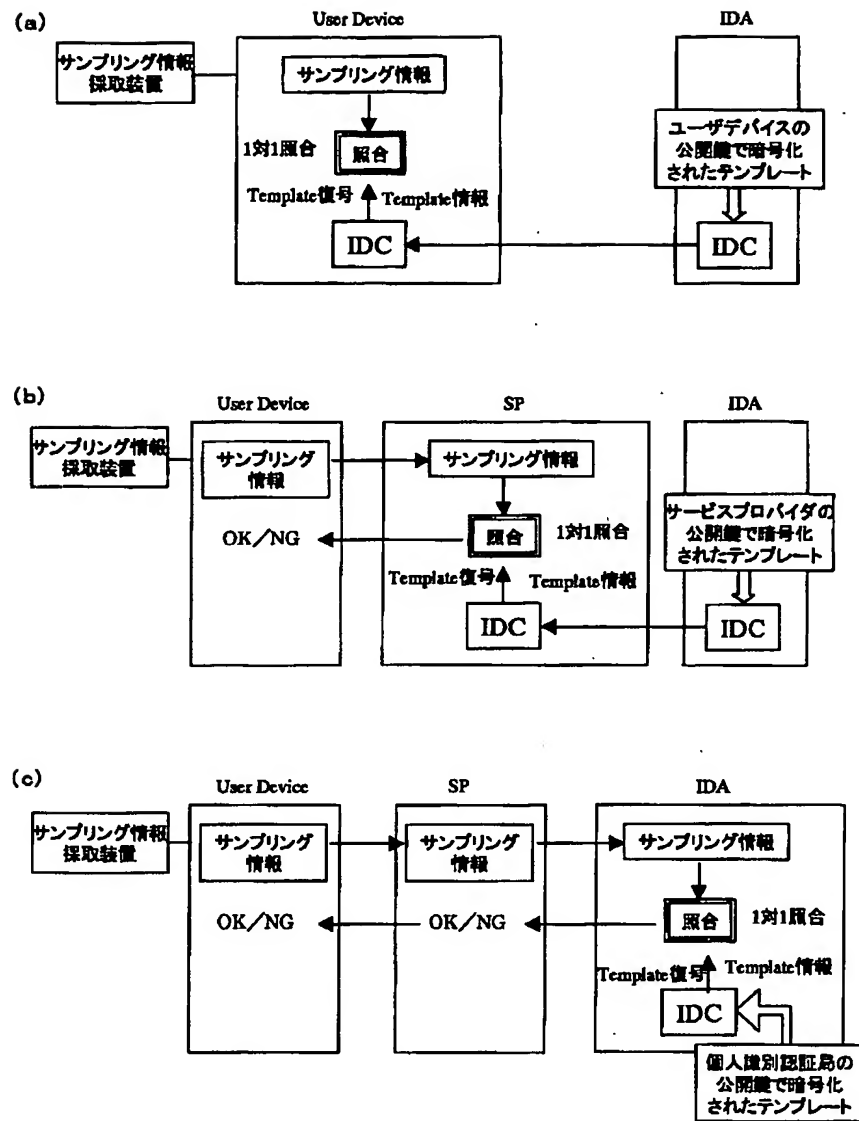 (a)
User Device
IDA
サンプリング情報
採取装置
サンプリング情報
ユーザデバイスの
公開鍵で暗号化
されたテンプレート
1対1照合
照合
Template復号
Template情報
IDC
IDC
(b)
User Device
SP
IDA
サンプリング情報
採取装置
サンプリング
情報
サンプリング情報
サービスプロバイダの
公開鍵で暗号化
されたテンプレート
OK/NG
照合
1対1照合
Template復号
Template情報
IDC
IDC
(c)
User Device
SP
IDA
サンプリング情報
採取装置
サンプリング
情報
サンプリング
情報
サンプリング情報
OK/NG
OK/NG
照合
1対1照合
Template復号
Template情報
IDC
個人識別認証局の
公開鍵で暗号化
されたテンプレート